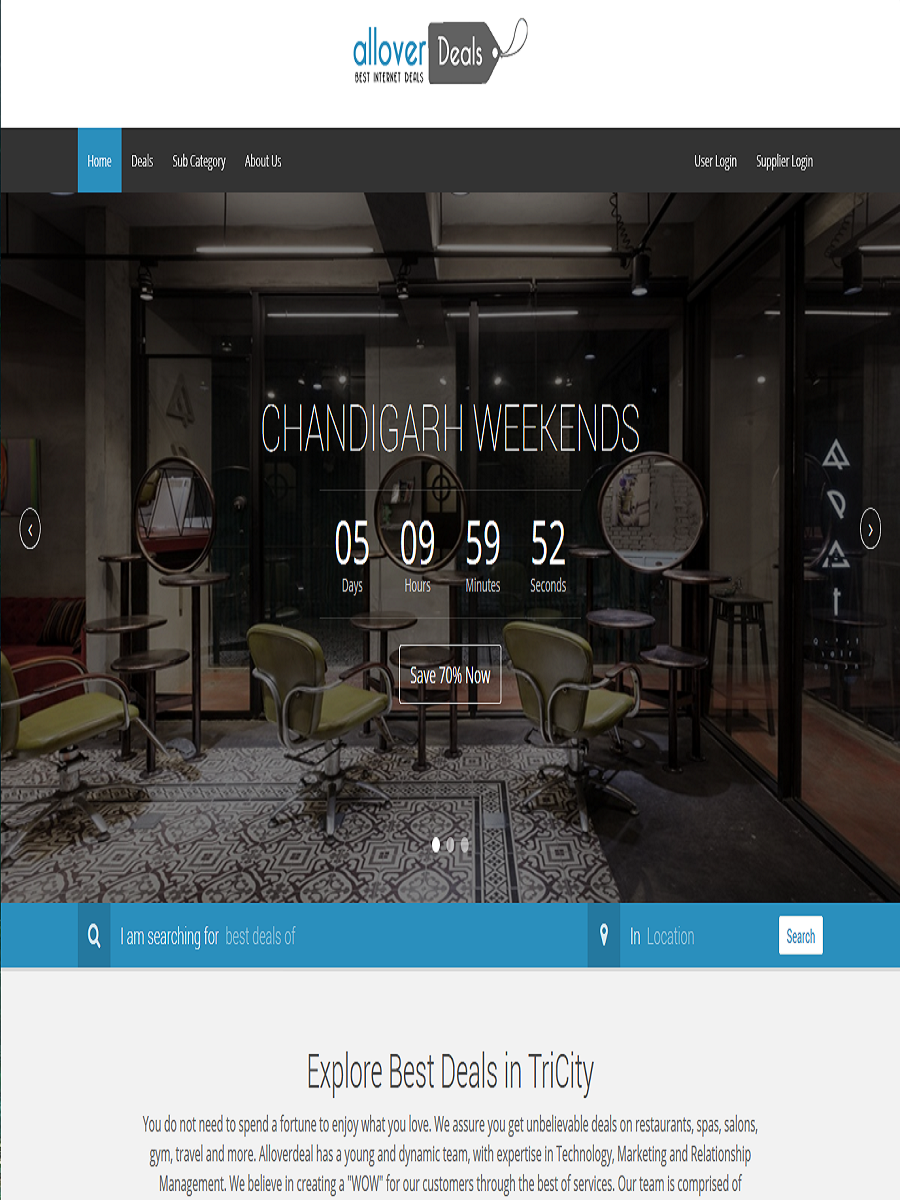 allover Deals
BEST INTERNET DEALS
Home Deals Sub Category About Us User Login Supplier Login
CHANDIGARH WEEKENDS
05 09 59 52
Days Hours Minutes Seconds
Save 70% Now
I am searching for best deals of In Location Search
Explore Best Deals in TriCity
You do not need to spend a fortune to enjoy what you love. We assure you get unbelievable deals on restaurants, spas, salons,
gym, travel and more. Alloverdeal has a young and dynamic team, with expertise in Technology, Marketing and Relationship
Management. We believe in creating a "WOW" for our customers through the best of services. Our team is comprised of